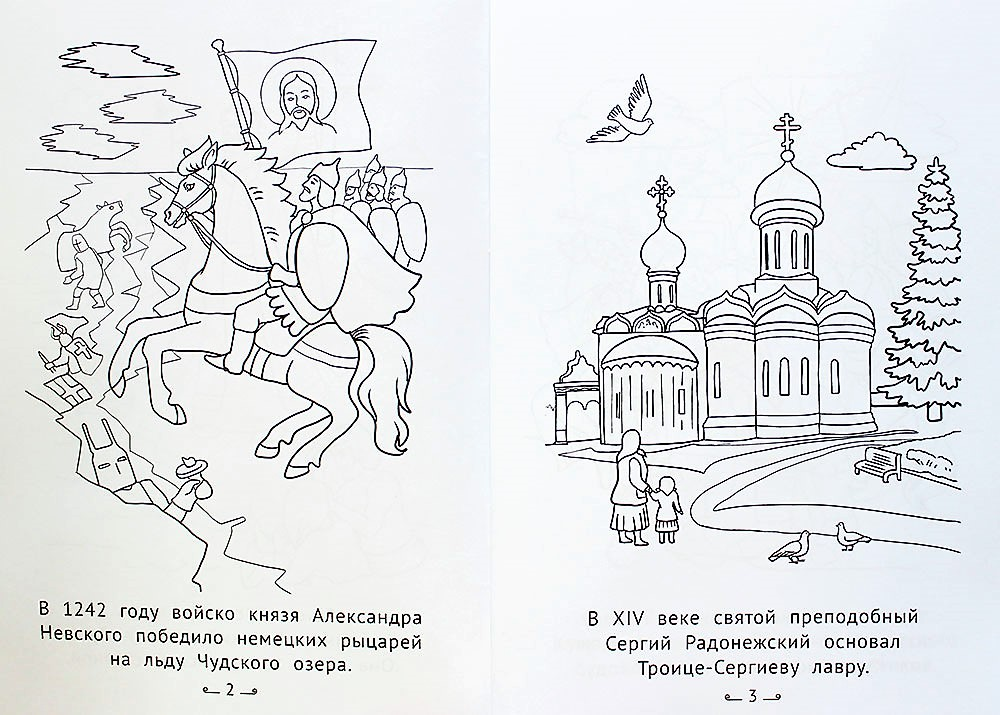 В 1242 году войско князя Александра
Невского победило немецких рыцарей
на льду Чудского озера.
2
В XIV веке святой преподобный
Сергий Радонежский основал
Троице-Сергиеву лавру.
3